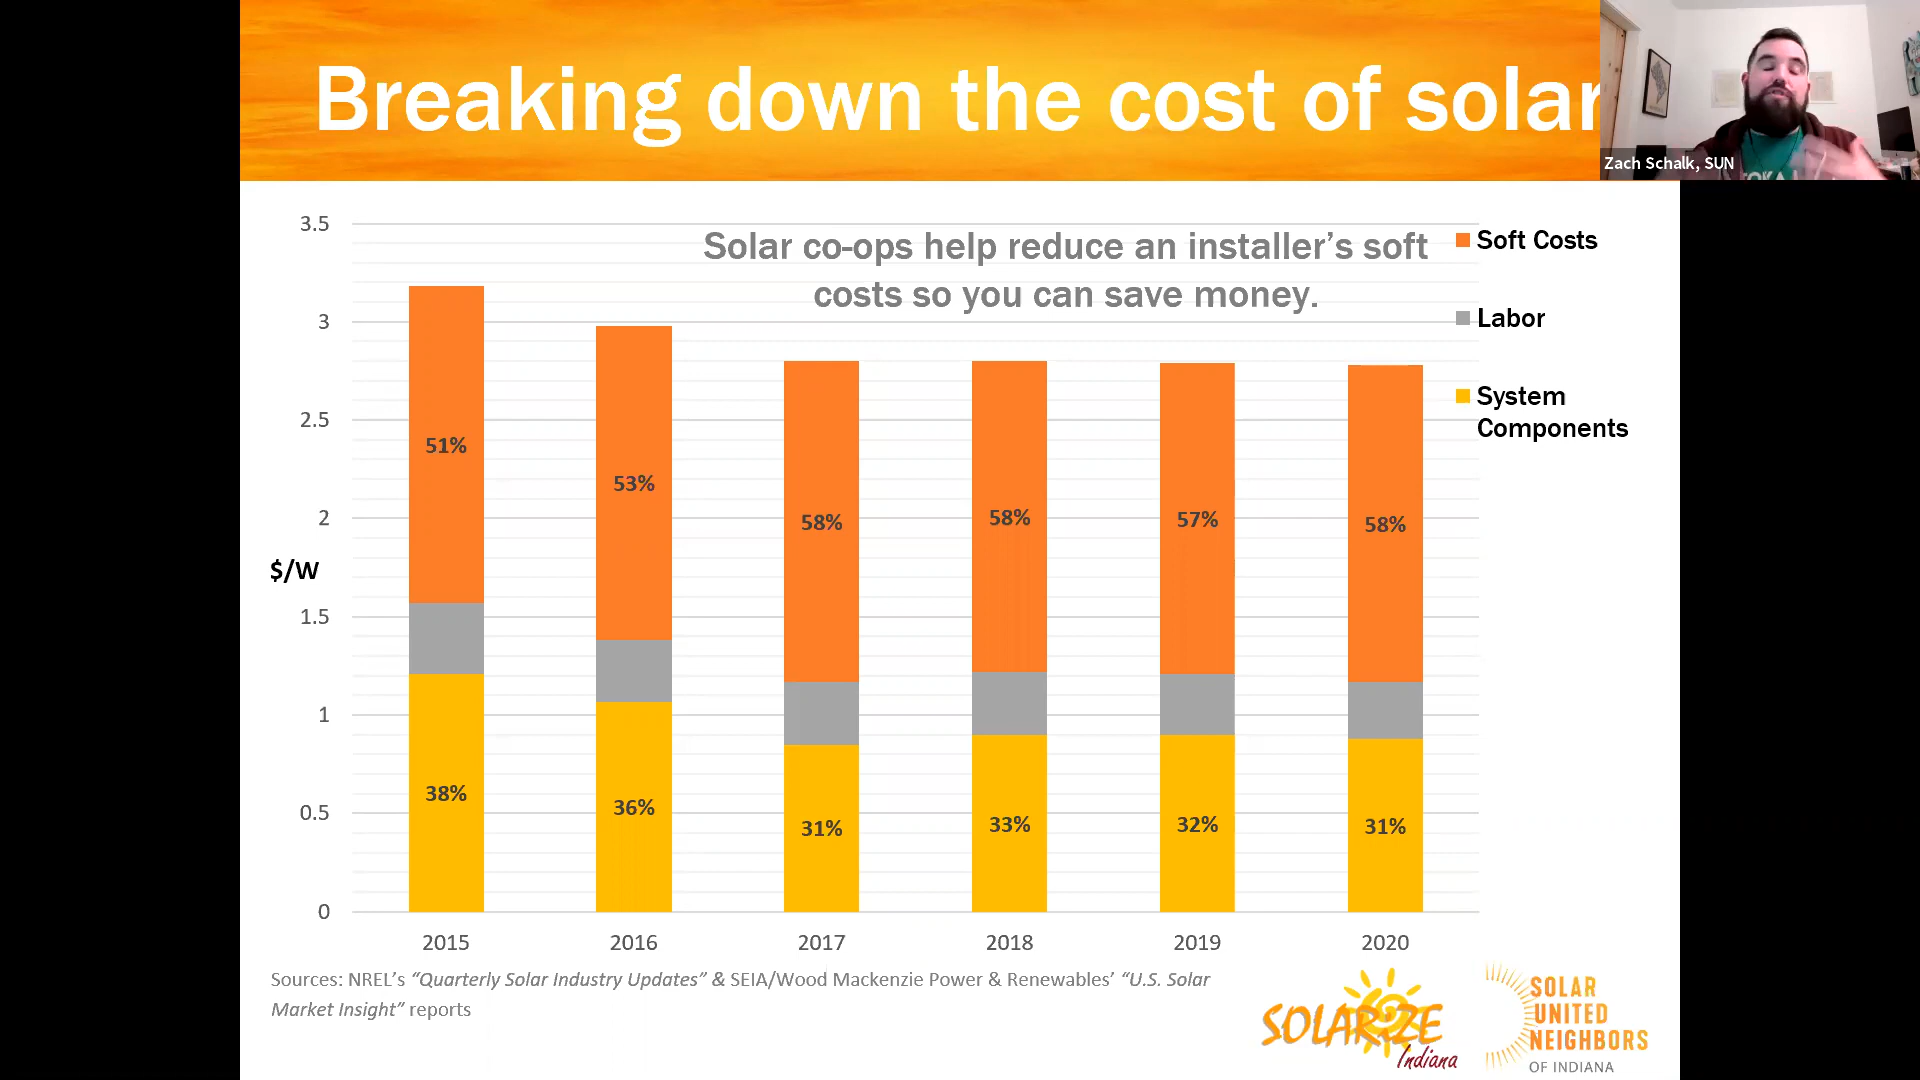 Breaking down the cost of solar
Zach Schalk, SUN
Solar co-ops help reduce an installer’s soft
costs so you can save money.
Soft Costs
Labor
System
Components
3.5
3
2.5
2
$/W
1.5
1
0.5
0
51%
53%
58%
58%
57%
58%
38%
36%
31%
33%
32%
31%
2015
2016
2017
2018
2019
2020
Sources: NREL’s “Quarterly Solar Industry Updates” & SEIA/Wood Mackenzie Power & Renewables’ “U.S. Solar
Market Insight” reports
SOLARIZE
Indiana
SOLAR
UNITED
NEIGHBORS
OF INDIANA